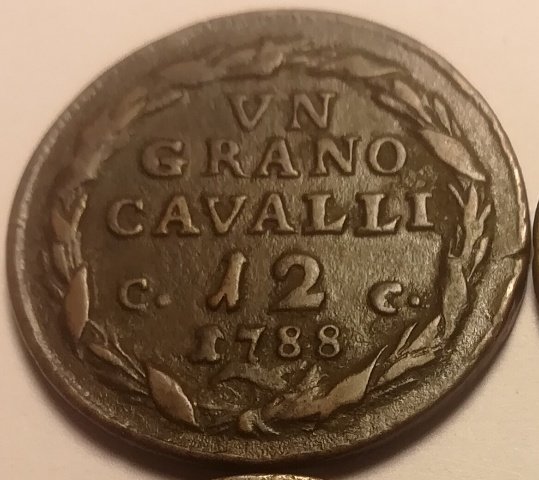 VN
GRANO
CAVALLI
C. 12 C.
1788